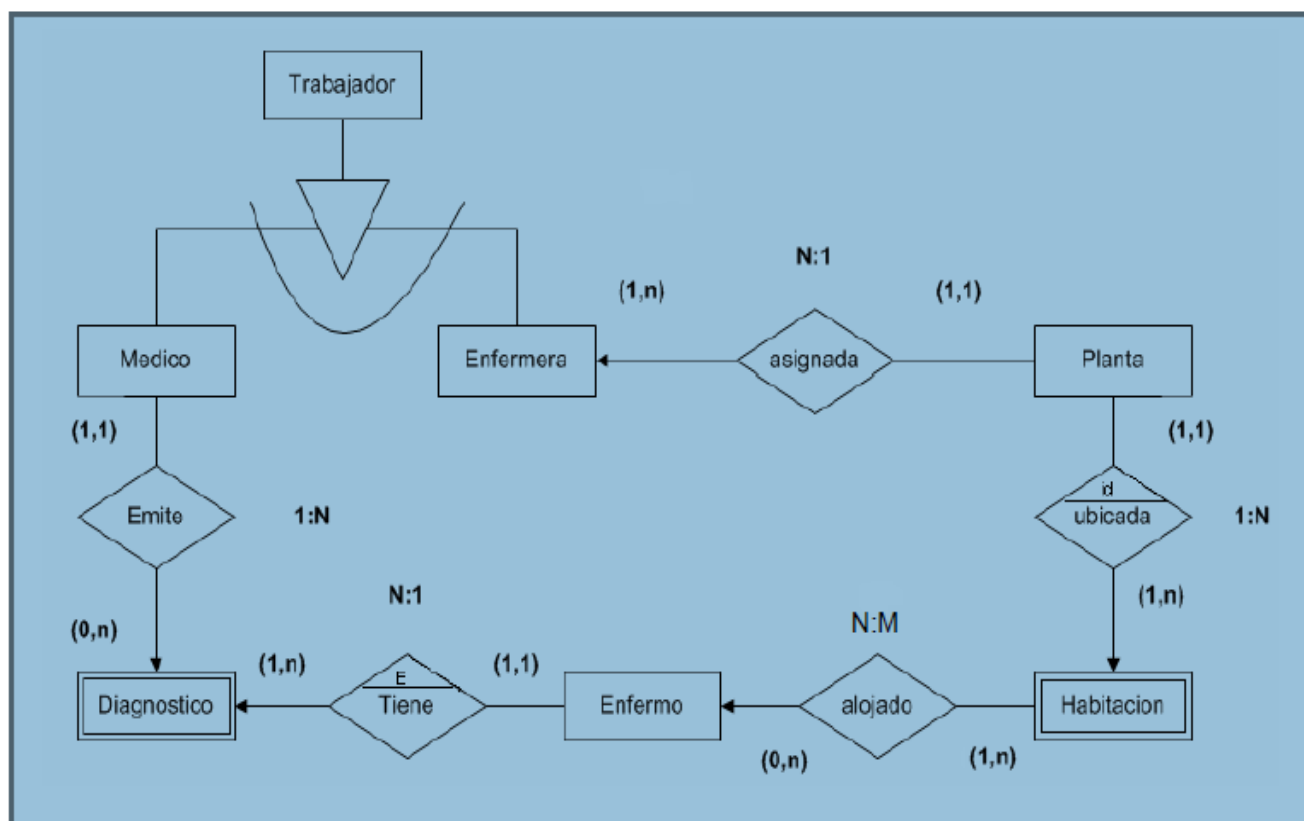 Trabajador
N:1
(1,n)
(1,1)
Medico
Enfermera
asignada
Planta
(1,1)
(1,1)
id
Emite
1:N
ubicada
1:N
N:1
(1,n)
(0,n)
N:M
(1,n)
(1,1)
E
Diagnostico
Tiene
Enfermo
alojado
Habitacion
(0,n)
(1,n)